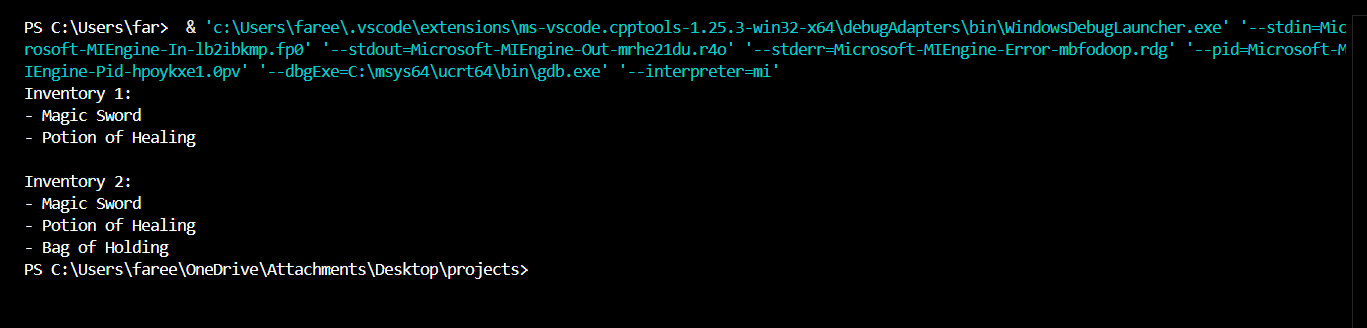 PS C:\Users\far>  & 'c:\Users\faree\.vscode\extensions\ms-vscode.cpptools-1.25.3-win32-x64\debugAdapters\bin\WindowsDebugLauncher.exe' '--stdin=Mic
rosoft-MIEngine-In-lb2ibkmp.fp0' '--stdout=Microsoft-MIEngine-Out-mrhe21du.r4o' '--stderr=Microsoft-MIEngine-Error-mbfodoop.rdg' '--pid=Microsoft-M
IEngine-Pid-hpoykxe1.0pv' '--dbgExe=C:\msys64\ucrt64\bin\gdb.exe' '--interpreter=mi'
Inventory 1:
- Magic Sword
- Potion of Healing
Inventory 2:
- Magic Sword
- Potion of Healing
- Bag of Holding
PS C:\Users\faree\OneDrive\Attachments\Desktop\projects>